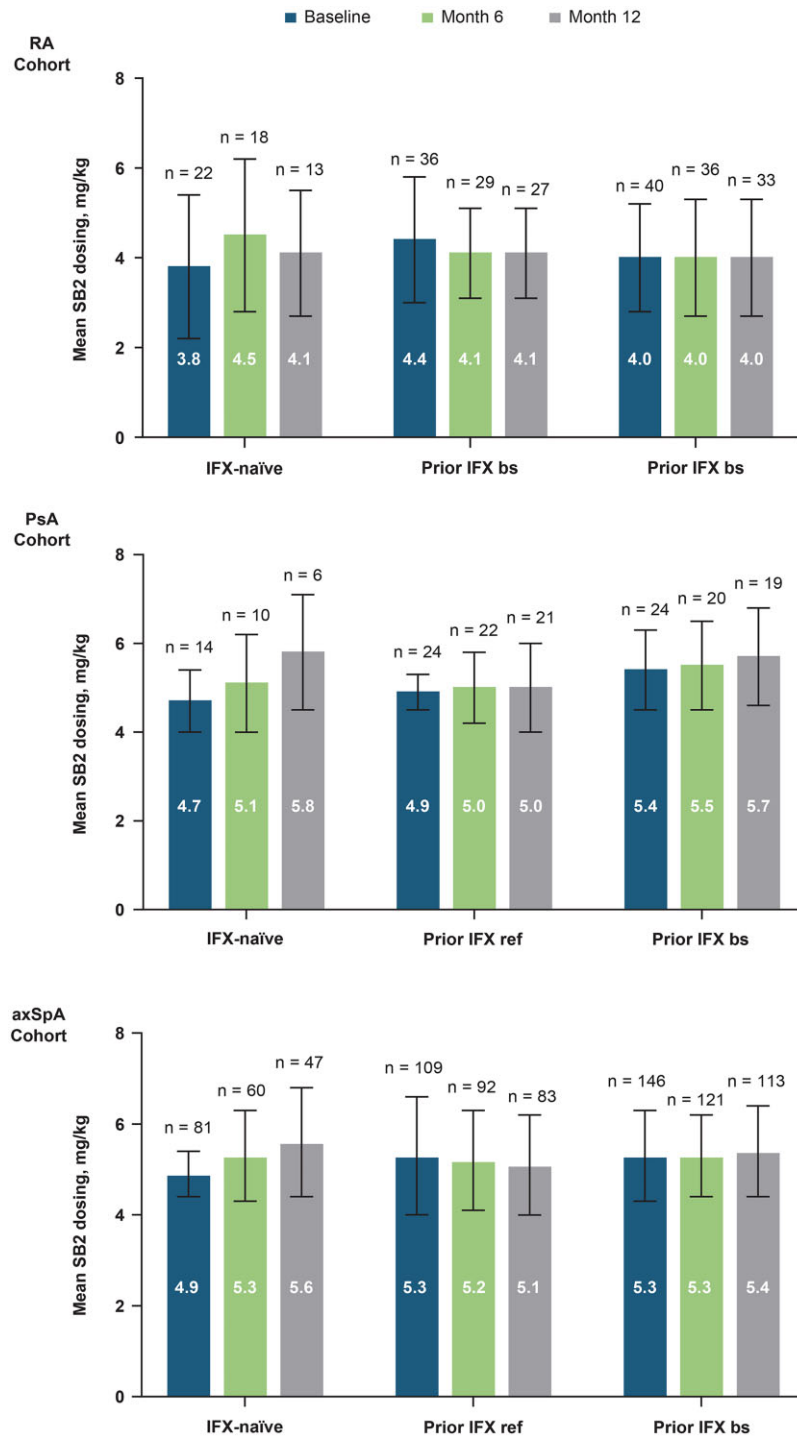 Baseline Month 6 Month 12
RA
Cohort
Mean SB2 dosing, mg/kg
8
6
4
2
0
n = 22
n = 18
n = 13
n = 36
n = 29
n = 27
n = 40
n = 36
n = 33
3.8 4.5 4.1 4.4 4.1 4.1 4.0 4.0 4.0
IFX-naïve Prior IFX bs Prior IFX bs
PsA
Cohort
Mean SB2 dosing, mg/kg
8
6
4
2
0
n = 14
n = 10
n = 6
n = 24
n = 22
n = 21
n = 24
n = 20
n = 19
4.7 5.1 5.8 4.9 5.0 5.0 5.4 5.5 5.7
IFX-naïve Prior IFX ref Prior IFX bs
axSpA
Cohort
Mean SB2 dosing, mg/kg
8
6
4
2
0
n = 81
n = 60
n = 47
n = 109
n = 92
n = 83
n = 146
n = 121
n = 113
4.9 5.3 5.6 5.3 5.2 5.1 5.3 5.3 5.4
IFX-naïve Prior IFX ref Prior IFX bs